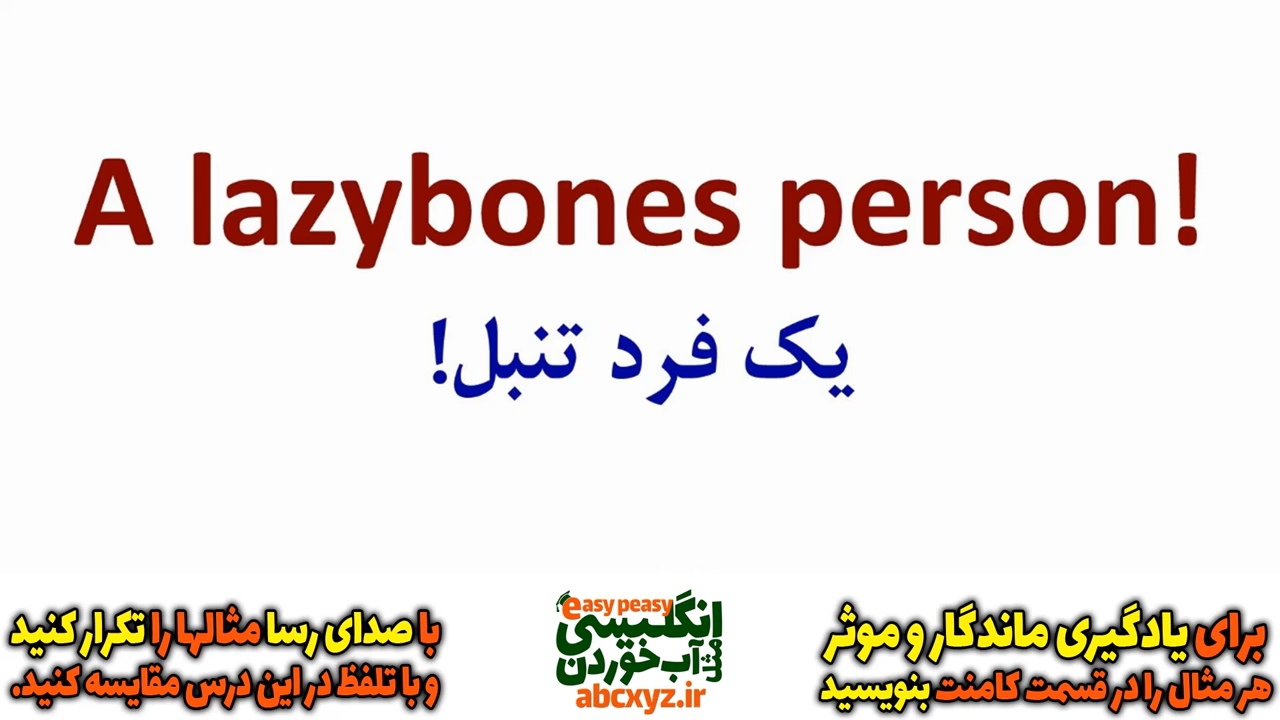 A lazybones person!
یک فرد تنبل!
برای یادگیری ماندگار و موثر
هر مثال را در قسمت کامنت بنویسید
easy peasy
انگلیسی
مثل آب خوردن
abcxyz.ir
با صدای رسا مثالها را تکرار کنید
و با تلفظ در این درس مقایسه کنید.